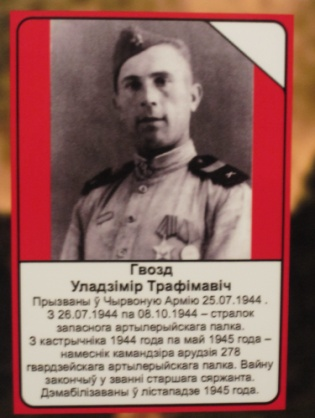 Гвозд
Уладзімір Трафімавіч
Прызваны ў Чырвоную Армію 25.07.1944 .
З 26.07.1944 па 08.10.1944 – стралок
запаснога артылерыйскага палка.
З кастрычніка 1944 года па май 1945 года –
намеснік камандзіра арудзія 278
гвардзейскага артылерыйскага палка. Вайну
закончыў у званні старшага сяржанта.
Дэмабілізаваны ў лістападзе 1945 года.